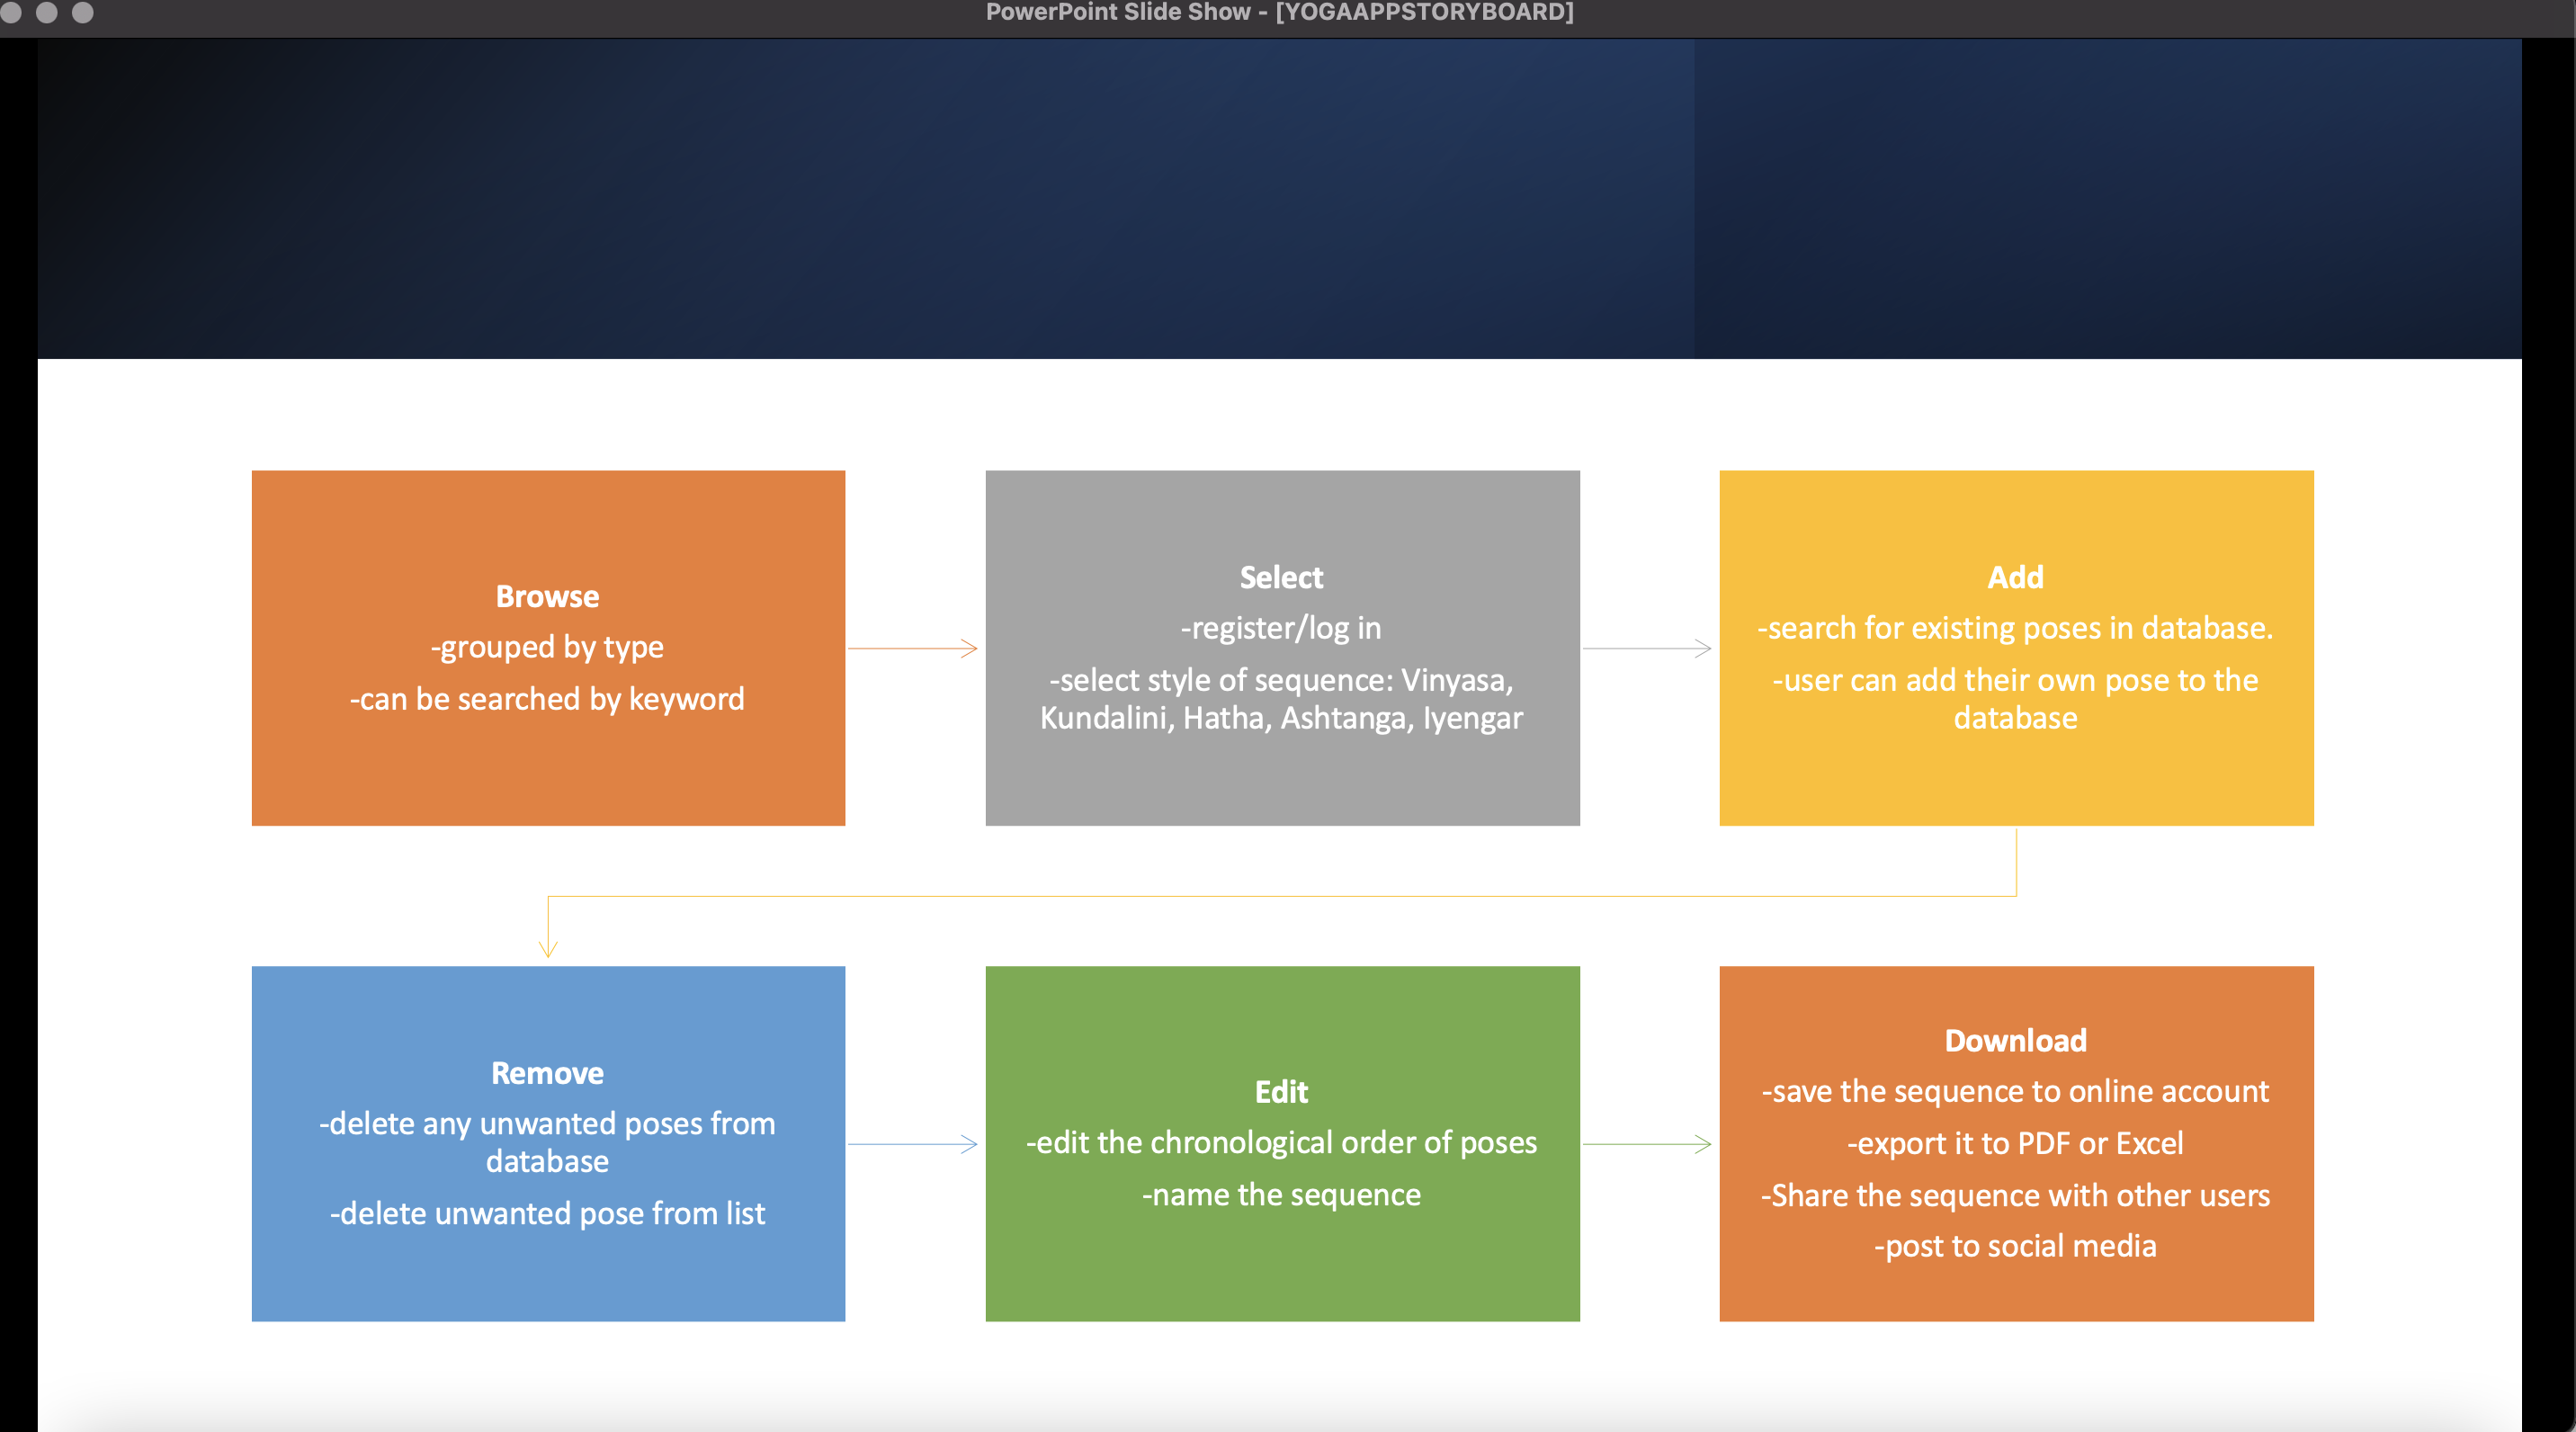 PowerPoint Slide Show - [YOGAAPPSTORYBOARD]
Browse
-grouped by type
-can be searched by keyword
Select
-register/log in
-select style of sequence: Vinyasa,
Kundalini, Hatha, Ashtanga, Iyengar
Add
-search for existing poses in database.
-user can add their own pose to the
database
Remove
-delete any unwanted poses from
database
-delete unwanted pose from list
Edit
-edit the chronological order of poses
-name the sequence
Download
-save the sequence to online account
-export it to PDF or Excel
-Share the sequence with other users
-post to social media